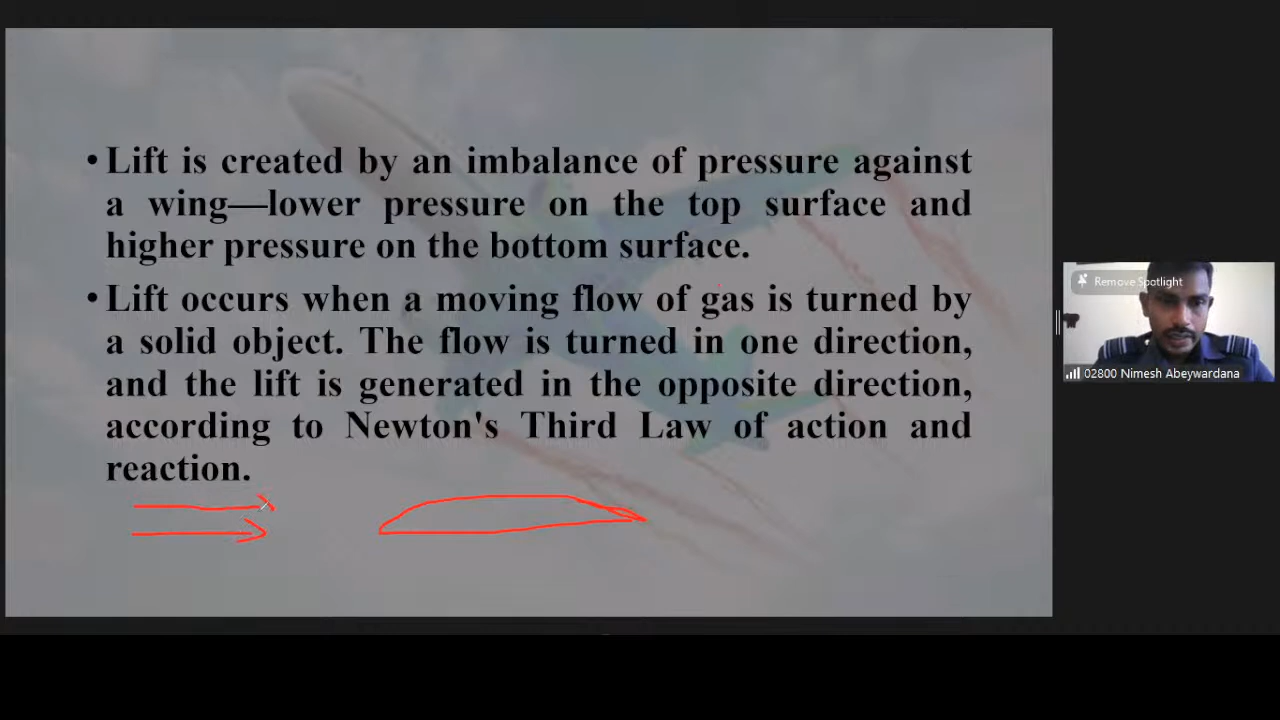 • Lift is created by an imbalance of pressure against
a wing—lower pressure on the top surface and
higher pressure on the bottom surface.
• Lift occurs when a moving flow of gas is turned by
a solid object. The flow is turned in one direction,
and the lift is generated in the opposite direction,
according to Newton's Third Law of action and
reaction.
Remove Spotlight
02800 Nimesh Abeywardana